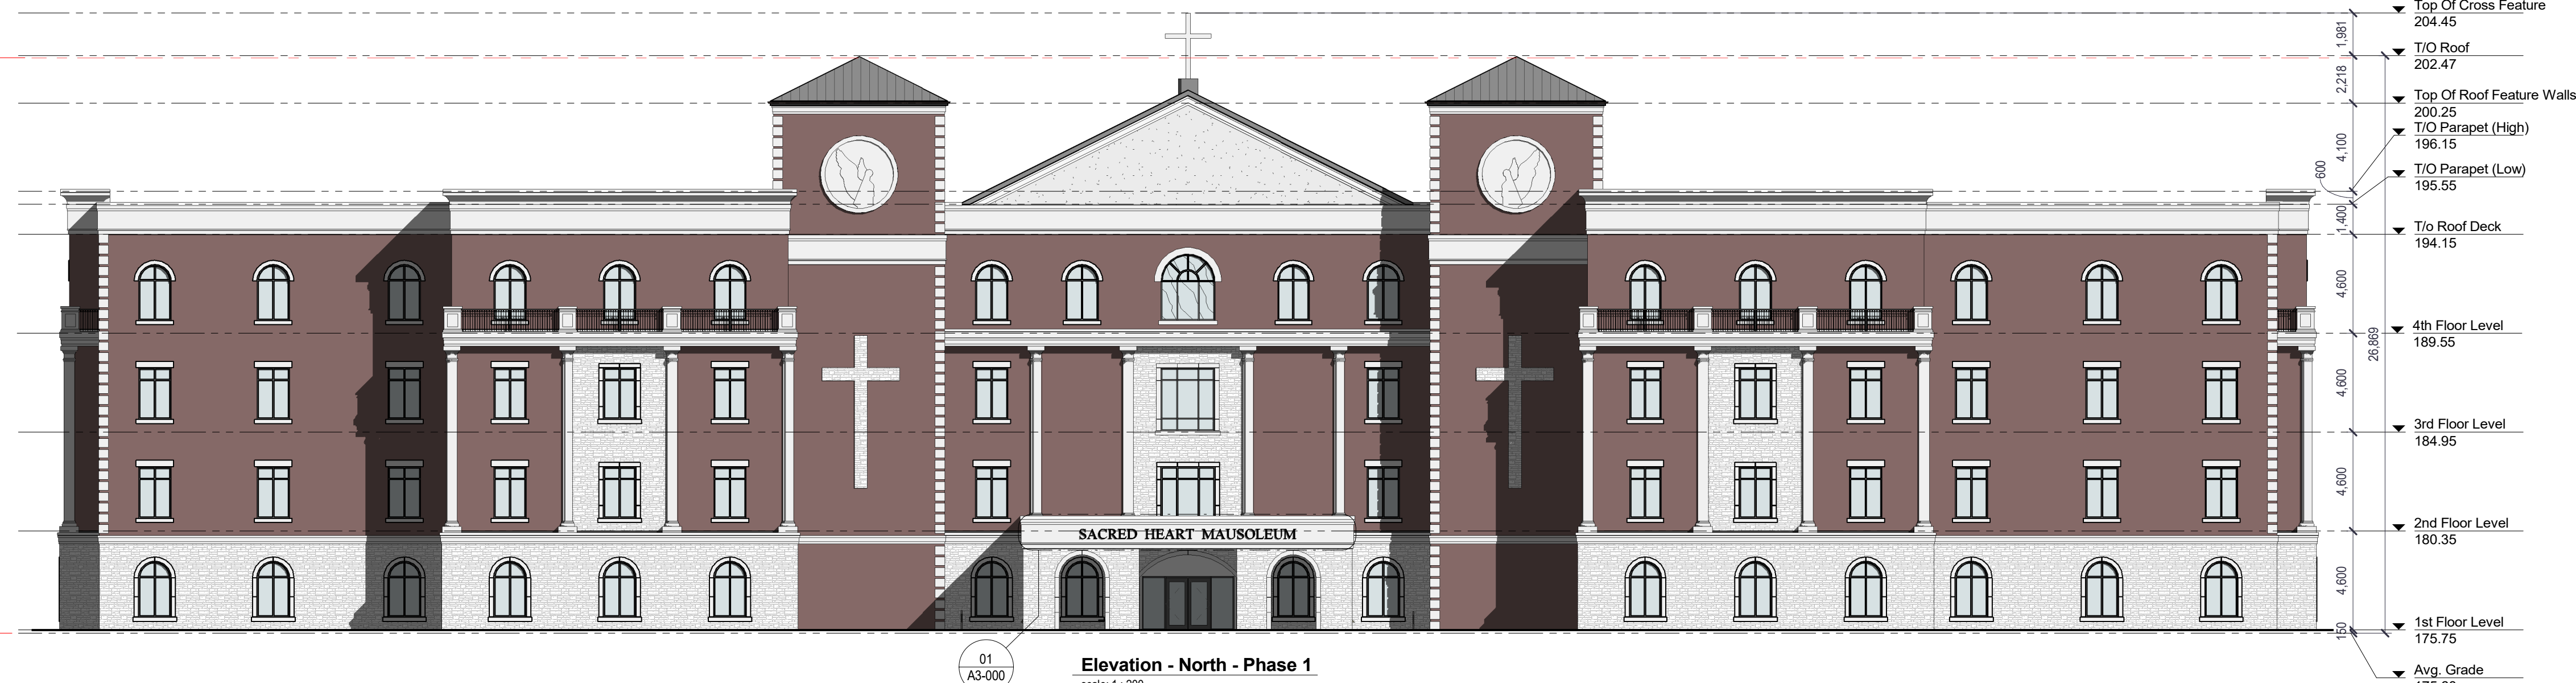 Top Of Cross Feature
204.45
1,981
T/O Roof
202.47
2,218
Top Of Roof Feature Walls
200.25
T/O Parapet (High)
196.15
4,100
600
T/O Parapet (Low)
195.55
1,400
T/o Roof Deck
194.15
4,600
4th Floor Level
189.55
26,869
4,600
3rd Floor Level
184.95
4,600
2nd Floor Level
180.35
SACRED HEART MAUSOLEUM
4,600
1st Floor Level
175.75
150
01
A3-000
Elevation - North - Phase 1
Avg. Grade